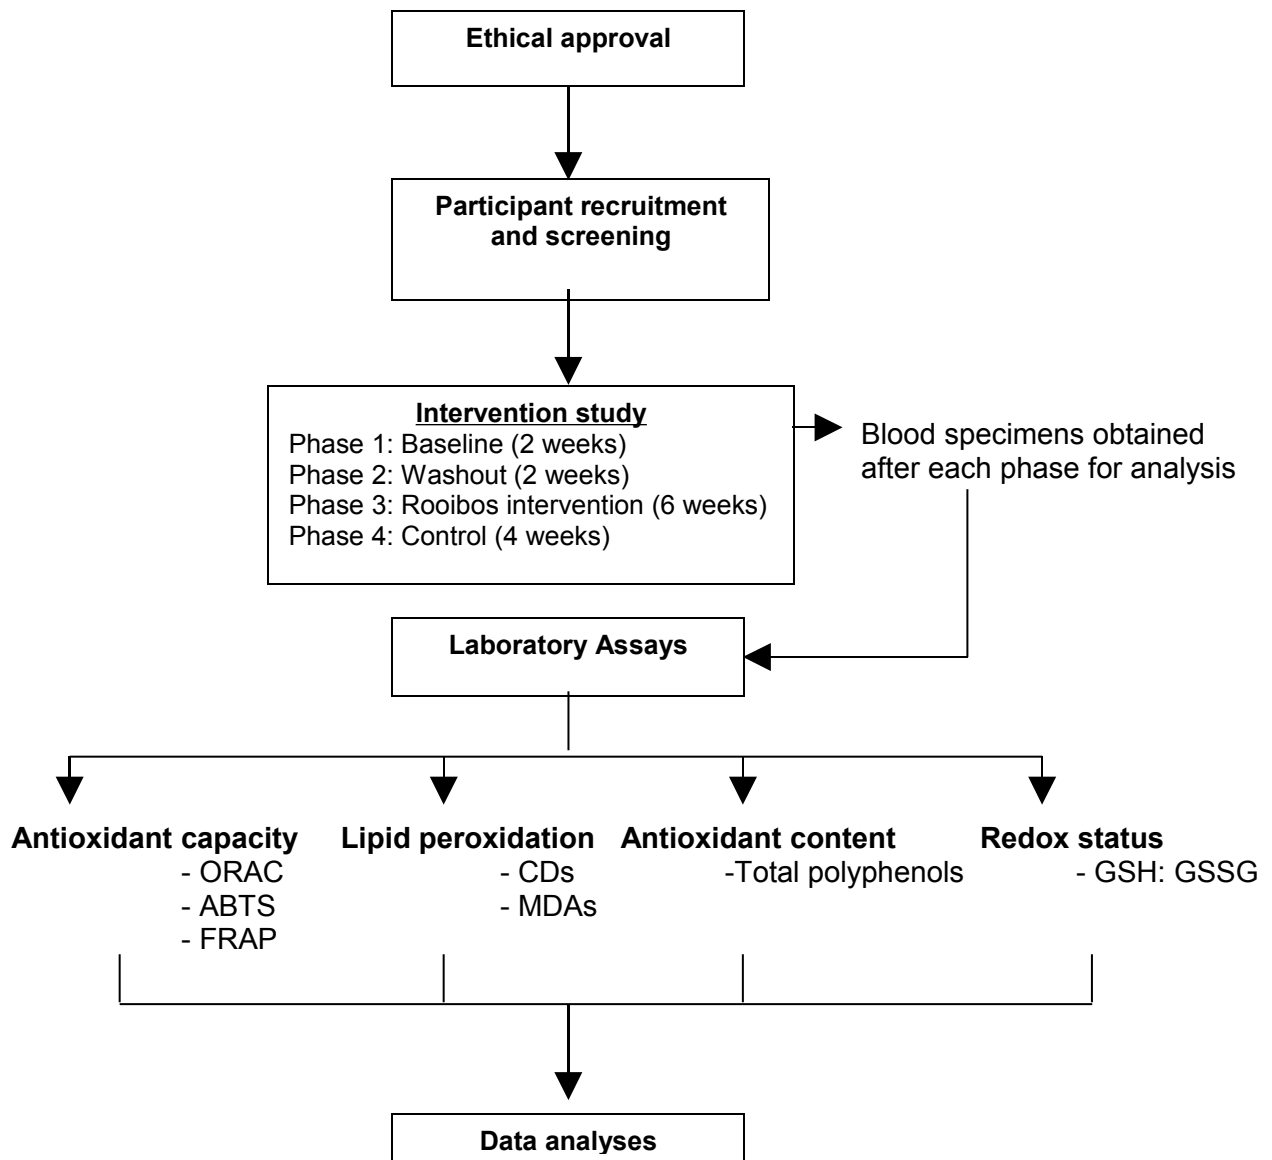 Ethical approval
Participant recruitment
and screening
Intervention study
Phase 1: Baseline (2 weeks)
Phase 2: Washout (2 weeks)
Phase 3: Rooibos intervention (6 weeks)
Phase 4: Control (4 weeks)
Blood specimens obtained
after each phase for analysis
Laboratory Assays
Antioxidant capacity
- ORAC
- ABTS
- FRAP
Lipid peroxidation
- CDs
- MDAs
Antioxidant content
-Total polyphenols
Redox status
- GSH: GSSG
Data analyses